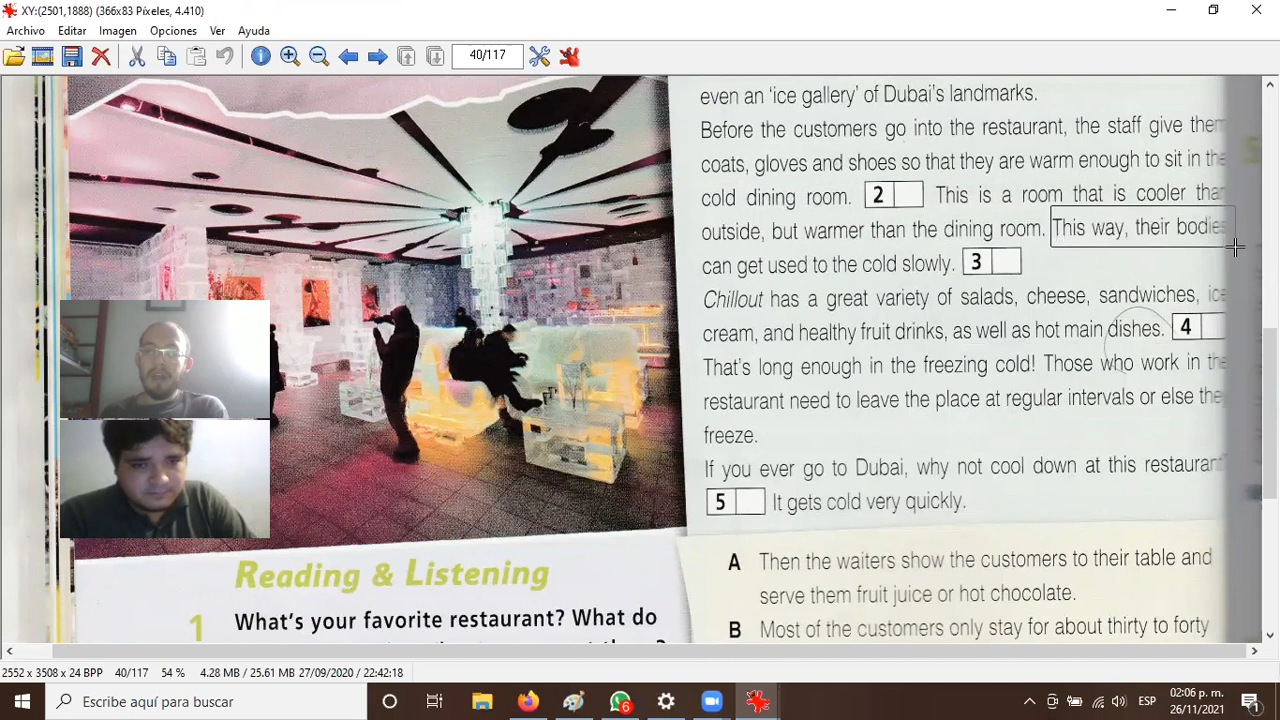 XY:(2501,1888) (366x83 Píxeles, 4.410)
Archivo Editar Imagen Opciones Ver Ayuda
40/117
even an 'ice gallery' of Dubai's landmarks.
Before the customers go into the restaurant, the staff give them
coats, gloves and shoes so that they are warm enough to sit in the
cold dining room. 2 This is a room that is cooler than
outside, but warmer than the dining room. This way, their bodies
can get used to the cold slowly. 3
Chillout has a great variety of salads, cheese, sandwiches, ice
cream, and healthy fruit drinks, as well as hot main dishes. 4
That's long enough in the freezing cold! Those who work in the
restaurant need to leave the place at regular intervals or else the
freeze.
If you ever go to Dubai, why not cool down at this restaurant
5 It gets cold very quickly.
Reading & Listening
1 What's your favorite restaurant? What do
A Then the waiters show the customers to their table and
serve them fruit juice or hot chocolate.
B Most of the customers only stay for about thirty to forty
2552 x 3508 x 24 BPP 40/117 54 % 4.28 MB / 25.61 MB 27/09/2020 / 22:42:18
Escribe aquí para buscar
6
ESP
02:06 p. m.
26/11/2021
1